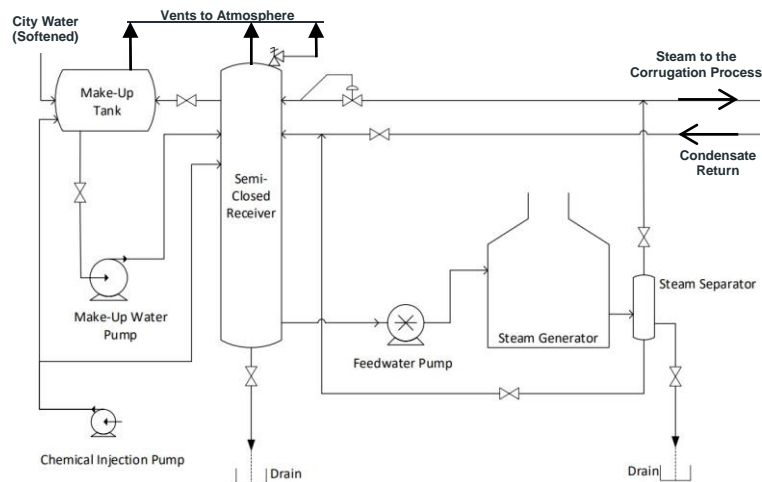 City Water
(Softened)
Vents to Atmosphere
Make-Up
Tank
Steam to the
Corrugation Process
Condensate
Return
Semi-
Closed
Receiver
Steam Separator
Make-Up Water
Pump
Steam Generator
Feedwater Pump
Chemical Injection Pump
Drain
Drain